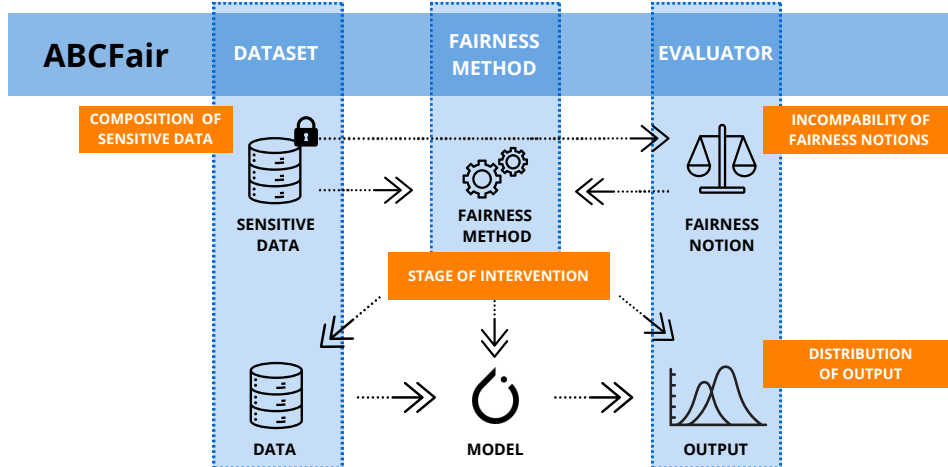 ABCFair
DATASET
FAIRNESS
METHOD
EVALUATOR
COMPOSITION OF
SENSITIVE DATA
INCOMPABILITY OF
FAIRNESS NOTIONS
SENSITIVE
DATA
FAIRNESS
METHOD
FAIRNESS
NOTION
STAGE OF INTERVENTION
DISTRIBUTION
OF OUTPUT
DATA
MODEL
OUTPUT